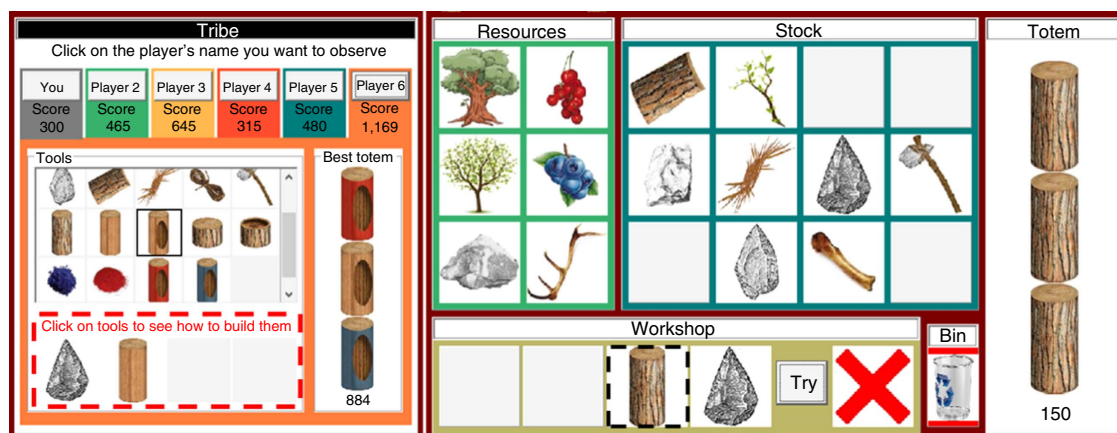 Tribe
Click on the player's name you want to observe
You Player 2 Player 3 Player 4 Player 5 Player 6
Score Score Score Score Score Score
300 465 645 315 480 1,169
Tools
Best totem
Click on tools to see how to build them
884
Resources
Stock
Totem
Workshop
Bin
Try
150